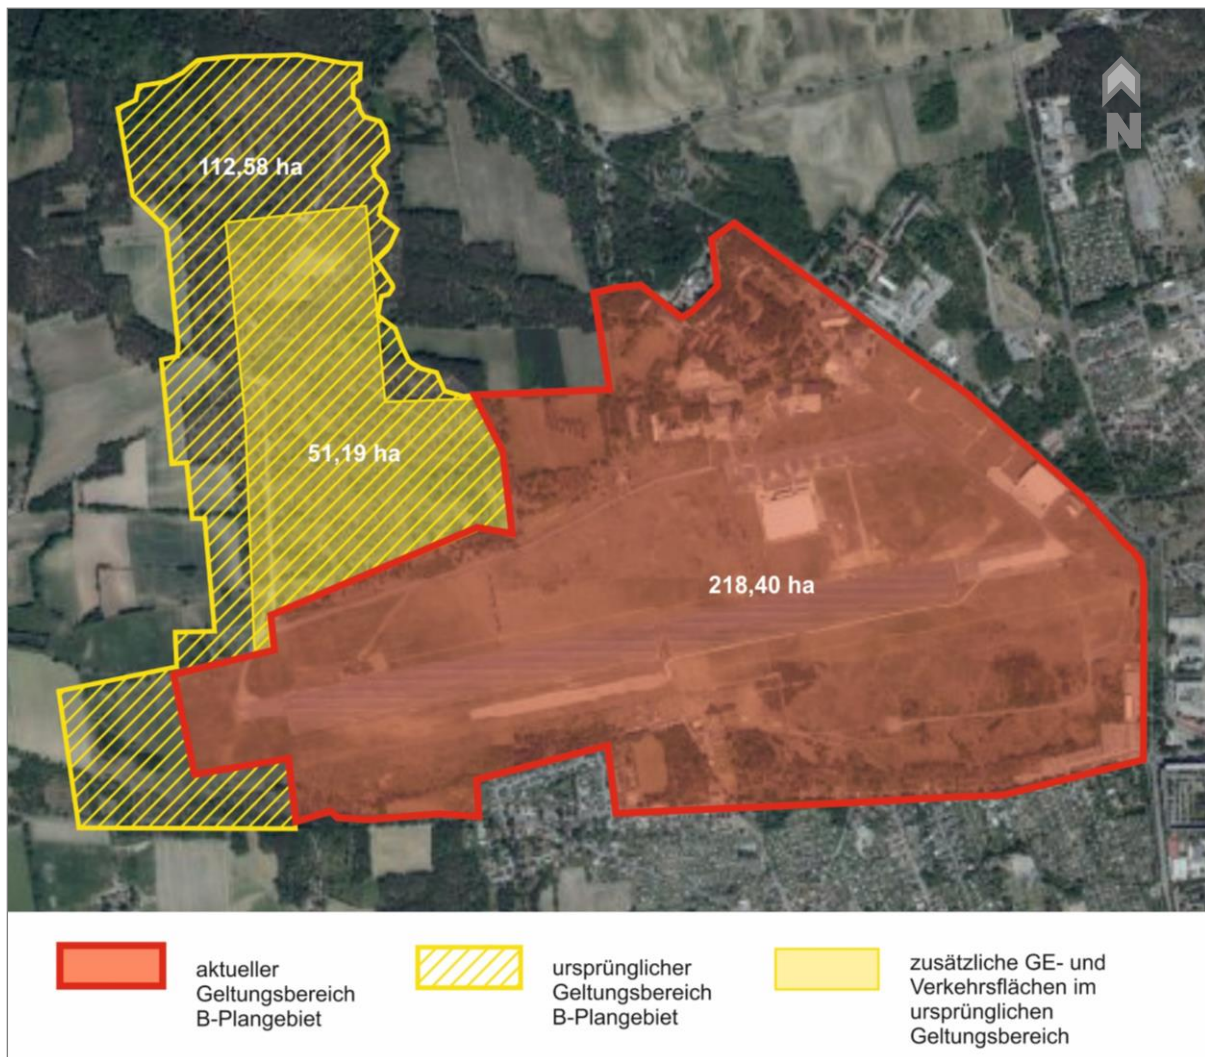 N
112,58 ha
51,19 ha
218,40 ha
aktueller
Geltungsbereich
B-Plangebiet
ursprünglicher
Geltungsbereich
B-Plangebiet
zusätzliche GE- und
Verkehrsflächen im
ursprünglichen
Geltungsbereich